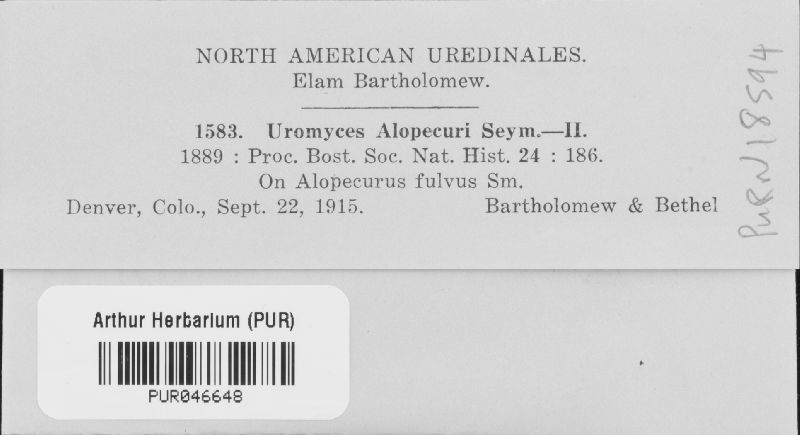 NORTH AMERICAN UREDINALES.
Elam Bartholomew.
1583. Uromyces Alopecuri Seym.—II.
1889 : Proc. Bost. Soc. Nat. Hist. 24 : 186.
On Alopecurus fulvus Sm.
Denver, Colo., Sept. 22, 1915. Bartholomew & Bethel
PURN18594
Arthur Herbarium (PUR)
PUR046648